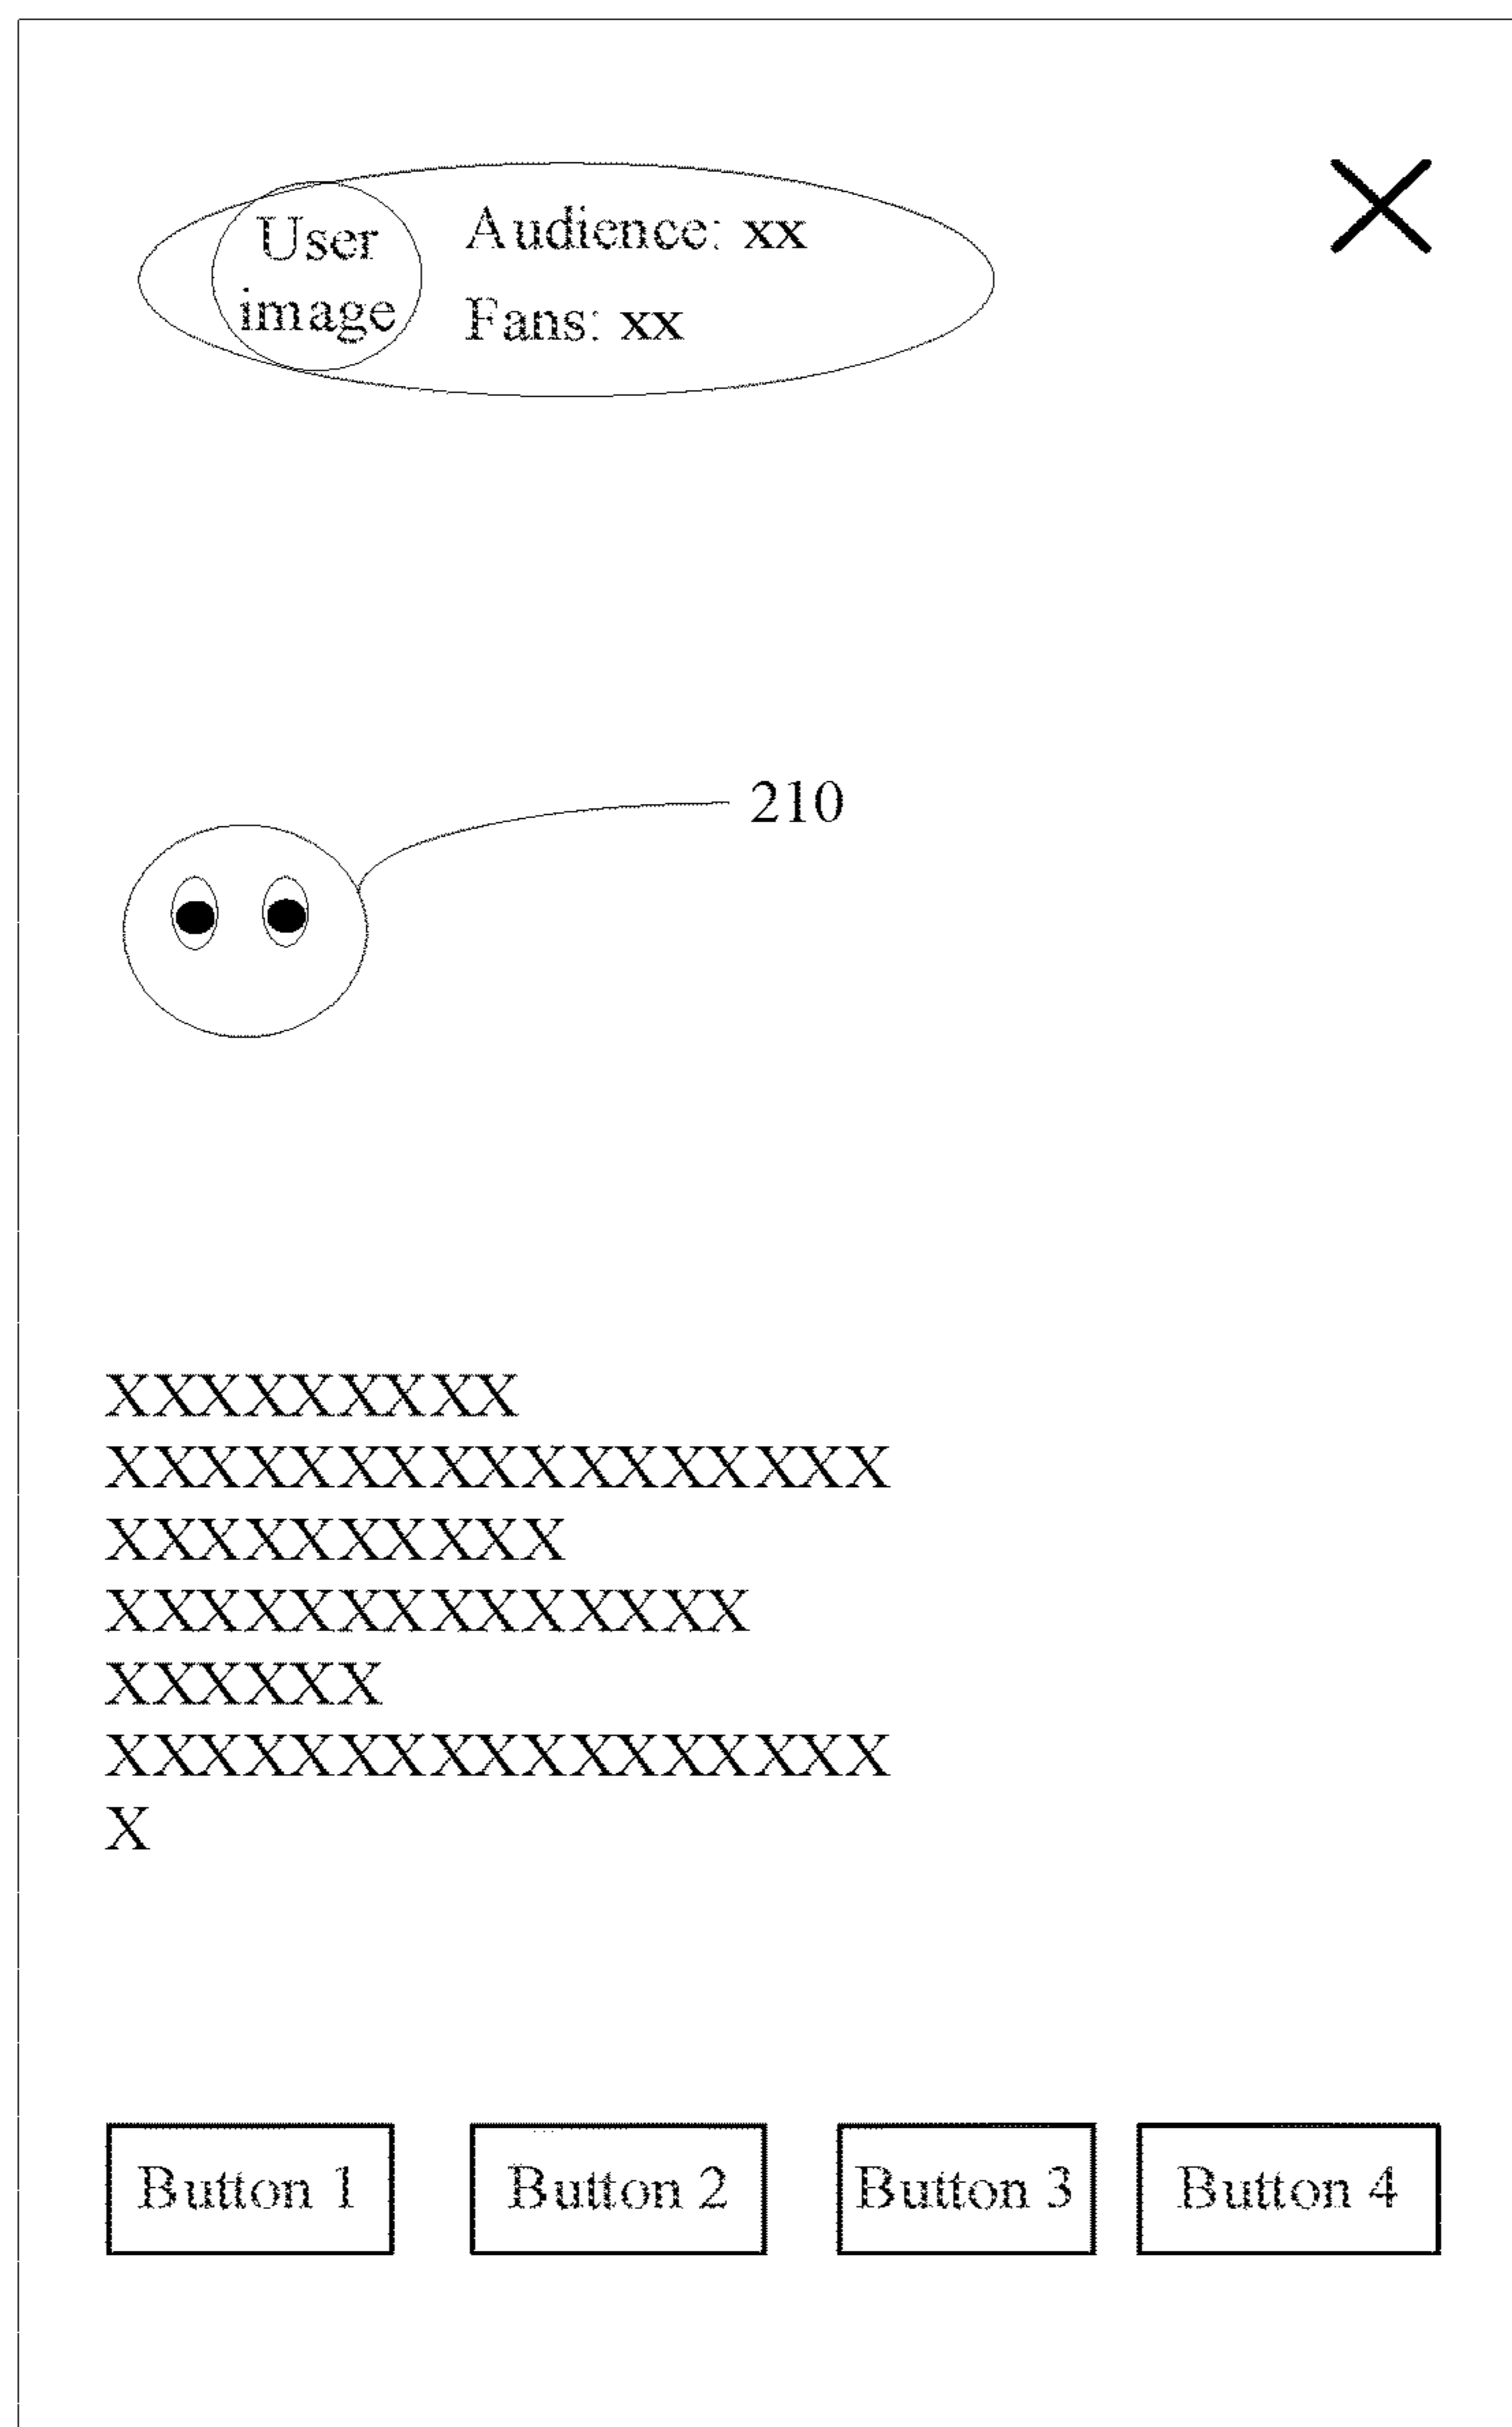 User
image
Audience: xx
Fans: xx
210
XXXXXXXXX
XXXXXXXXXXXXXXXXX
XXXXXXXXXX
XXXXXXXXXXXXXX
XXXXXX
XXXXXXXXXXXXXXXXX
X
Button 1
Button 2
Button 3
Button 4